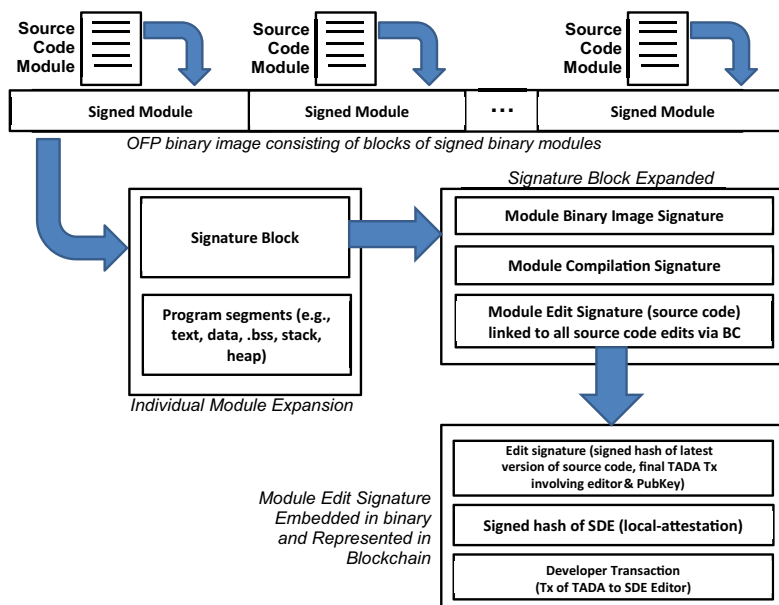 Source
Code
Module
Source
Code
Module
Source
Code
Module
Signed Module
Signed Module
...
Signed Module
OFP binary image consisting of blocks of signed binary modules
Signature Block Expanded
Signature Block
Program segments (e.g.,
text, data, .bss, stack,
heap)
Individual Module Expansion
Module Binary Image Signature
Module Compilation Signature
Module Edit Signature (source code)
linked to all source code edits via BC
Module Edit Signature
Embedded in binary
and Represented in
Blockchain
Edit signature (signed hash of latest
version of source code, final TADA Tx
involving editor & PubKey)
Signed hash of SDE (local-attestation)
Developer Transaction
(Tx of TADA to SDE Editor)